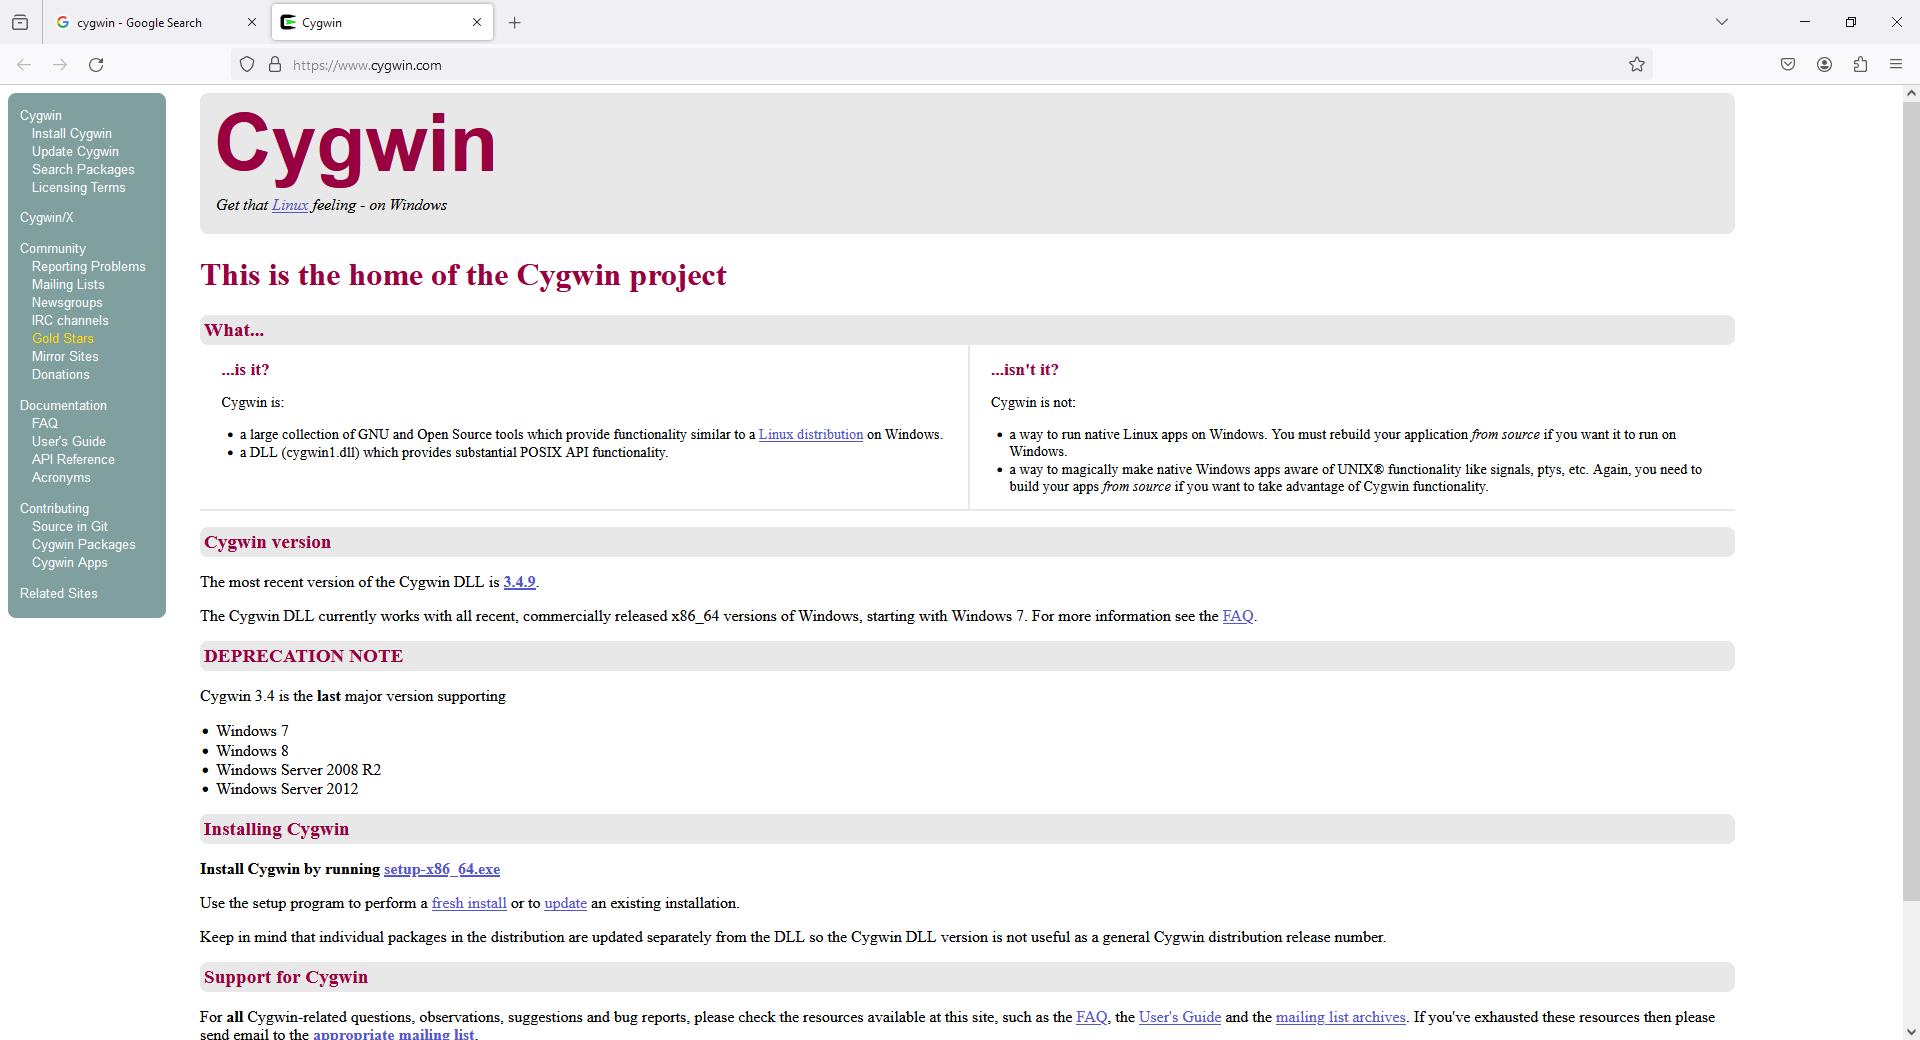 cygwin - Google Search
Cygwin
https://www.cygwin.com
Cygwin
Install Cygwin
Update Cygwin
Search Packages
Licensing Terms
Cygwin/X
Community
Reporting Problems
Mailing Lists
Newsgroups
IRC channels
Gold Stars
Mirror Sites
Donations
Documentation
FAQ
User's Guide
API Reference
Acronyms
Contributing
Source in Git
Cygwin Packages
Cygwin Apps
Related Sites
Cygwin
Get that Linux feeling - on Windows
This is the home of the Cygwin project
What...
...is it?
Cygwin is:
• a large collection of GNU and Open Source tools which provide functionality similar to a Linux distribution on Windows.
• a DLL (cygwin1.dll) which provides substantial POSIX API functionality.
...isn't it?
Cygwin is not:
• a way to run native Linux apps on Windows. You must rebuild your application from source if you want it to run on
Windows.
• a way to magically make native Windows apps aware of UNIX® functionality like signals, ptys, etc. Again, you need to
build your apps from source if you want to take advantage of Cygwin functionality.
Cygwin version
The most recent version of the Cygwin DLL is 3.4.9.
The Cygwin DLL currently works with all recent, commercially released x86_64 versions of Windows, starting with Windows 7. For more information see the FAQ.
DEPRECATION NOTE
Cygwin 3.4 is the last major version supporting
• Windows 7
• Windows 8
• Windows Server 2008 R2
• Windows Server 2012
Installing Cygwin
Install Cygwin by running setup-x86_64.exe
Use the setup program to perform a fresh install or to update an existing installation.
Keep in mind that individual packages in the distribution are updated separately from the DLL so the Cygwin DLL version is not useful as a general Cygwin distribution release number.
Support for Cygwin
For all Cygwin-related questions, observations, suggestions and bug reports, please check the resources available at this site, such as the FAQ, the User's Guide and the mailing list archives. If you've exhausted these resources then please
send email to the appropriate mailing list.